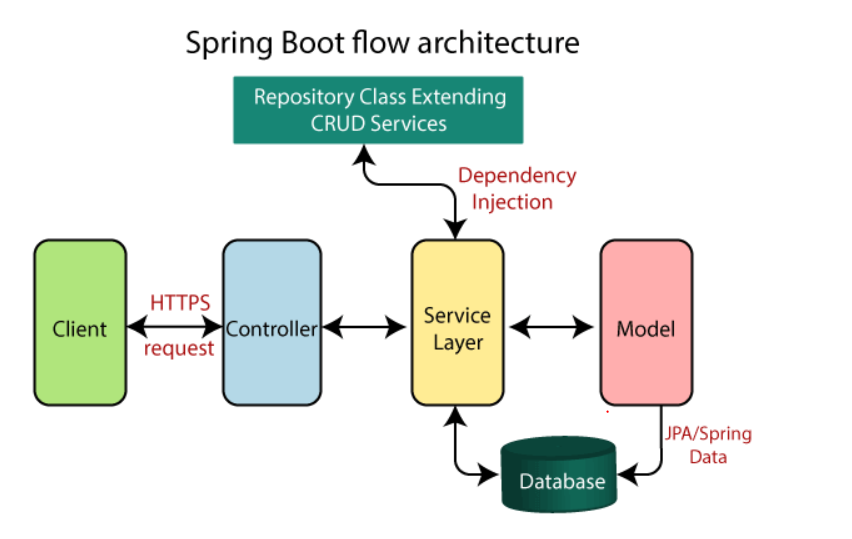 Spring Boot flow architecture
Repository Class Extending
CRUD Services
Dependency
Injection
Client
HTTPS
request
Controller
Service
Layer
Model
JPA/Spring
Data
Database